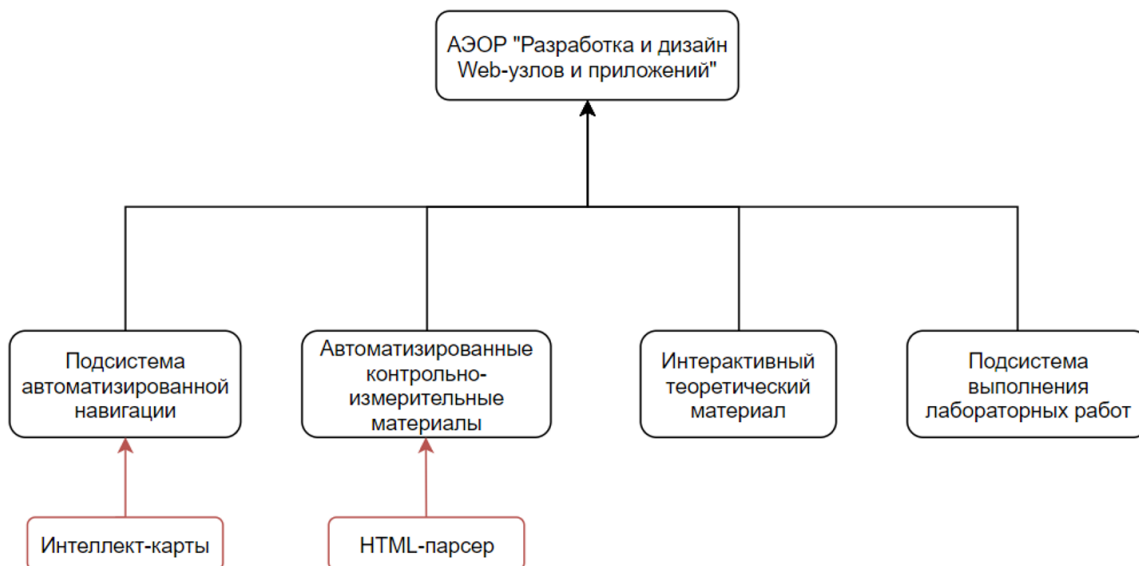 АЭОР "Разработка и дизайн
Web-узлов и приложений"
Подсистема
автоматизированной
навигации
Автоматизированные
контрольно-
измерительные
материалы
Интерактивный
теоретический
материал
Подсистема
выполнения
лабораторных работ
Интеллект-карты
HTML-парсер